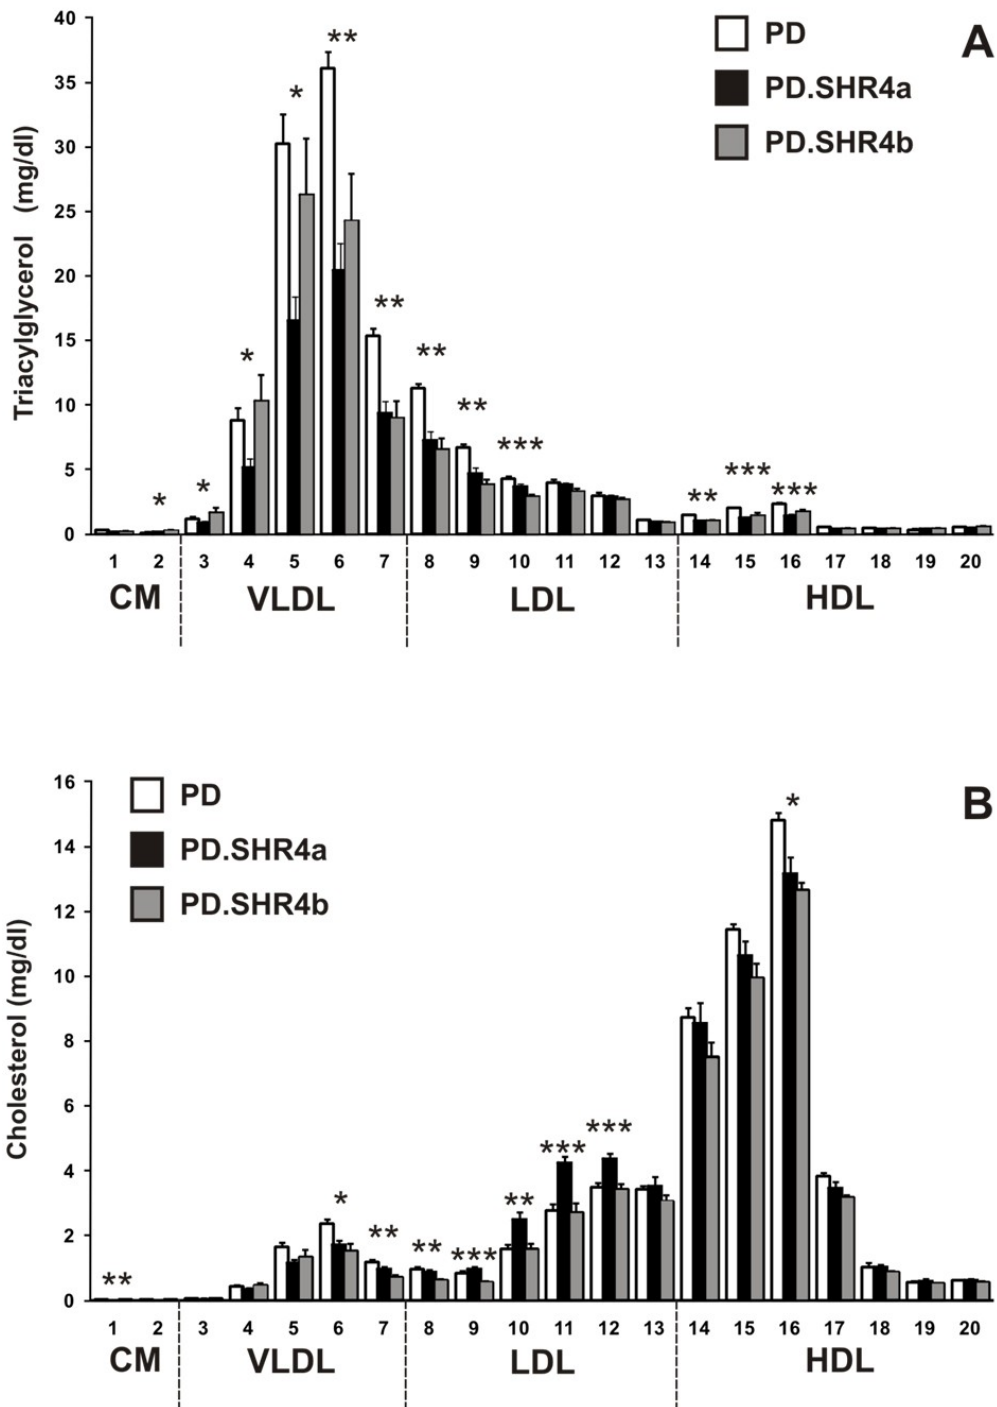 A
PD
PD.SHR4a
PD.SHR4b
Triacylglycerol (mg/dl)
40
35
30
25
20
15
10
5
0
* * * * ** ** ** ** *** ** *** ***
1 2 3 4 5 6 7 8 9 10 11 12 13 14 15 16 17 18 19 20
CM VLDL LDL HDL
B
PD
PD.SHR4a
PD.SHR4b
Cholesterol (mg/dl)
16
14
12
10
8
6
4
2
0
** * ** ** *** ** *** *** *
1 2 3 4 5 6 7 8 9 10 11 12 13 14 15 16 17 18 19 20
CM VLDL LDL HDL